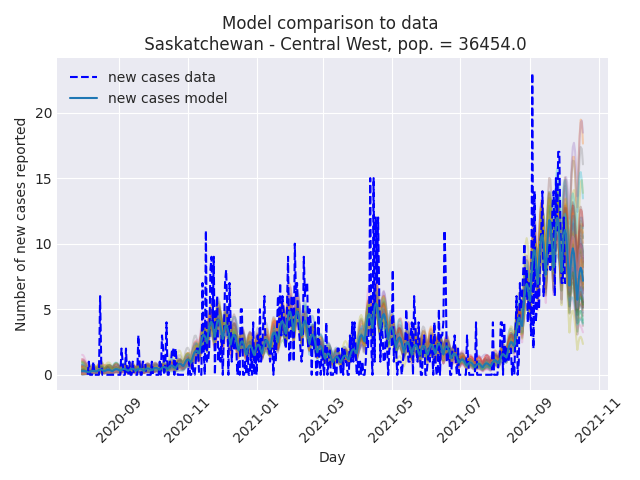 Model comparison to data
Saskatchewan - Central West, pop. = 36454.0
new cases data
new cases model
Number of new cases reported
20
15
10
5
0
2020-09
2020-11
2021-01
2021-03
2021-05
2021-07
2021-09
2021-11
Day